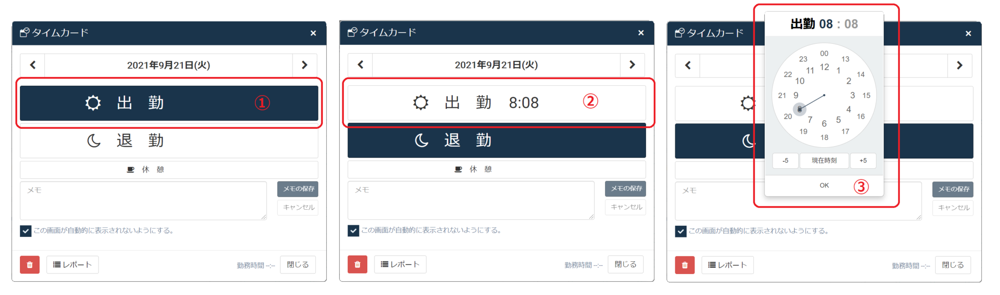 タイムカード ×
2021年9月21日(火)
出 勤 ①
退 勤
休 憩
メモ
メモの保存
キャンセル
この画面が自動的に表示されないようにする。
レポート
勤務時間 --:--
閉じる
タイムカード ×
2021年9月21日(火)
出 勤 8:08 ②
退 勤
休 憩
メモ
メモの保存
キャンセル
この画面が自動的に表示されないようにする。
レポート
勤務時間 --:--
閉じる
タイムカード ×
出勤 08 : 08
00
23 13
12
11 1
22 14
10 2
21 9 3 15
8 4
20 16
7 5
6
19 17
18
-5 現在時刻 +5
OK ③
メモ
メモの保存
キャンセル
この画面が自動的に表示されないようにする。
レポート
勤務時間 --:--
閉じる